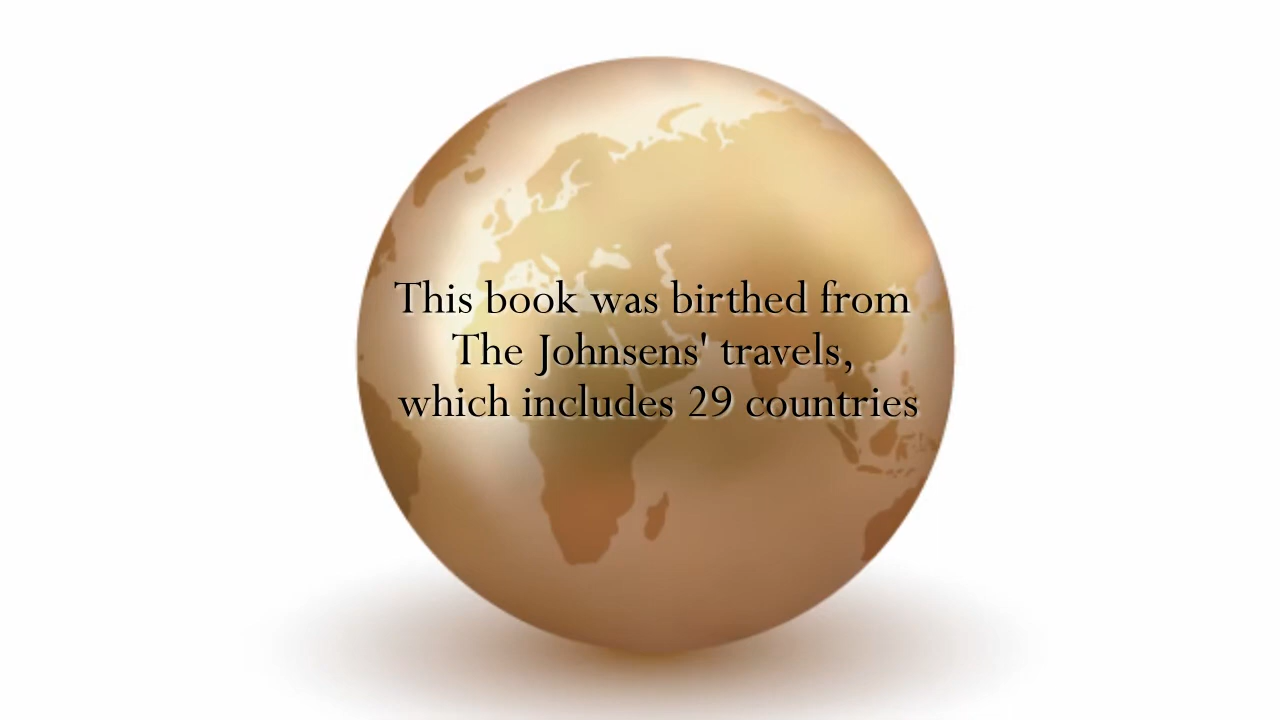 This book was birthed from
The Johnsens' travels,
which includes 29 countries